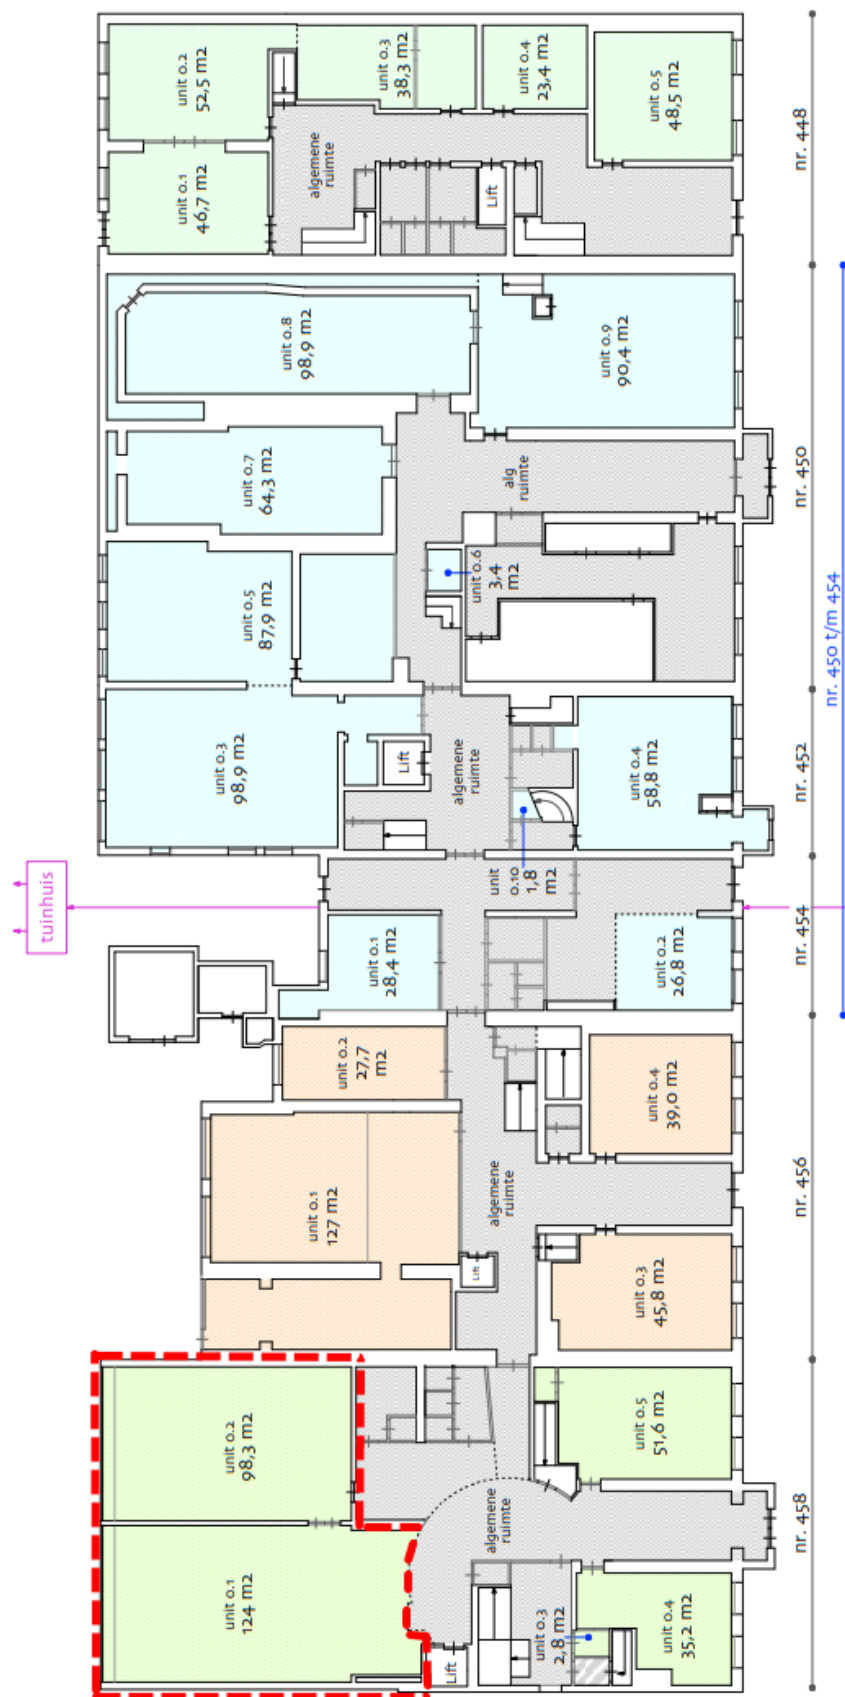 unit 0.2
52,5 m2
unit 0.3
38,3 m2
unit 0.4
23,4 m2
unit 0.5
48,5 m2
unit 0.1
46,7 m2
algemene
ruimte
Lift
nr. 448
unit 0.8
98,9 m2
unit 0.9
90,4 m2
unit 0.7
64,3 m2
alg
ruimte
nr. 450
unit 0.5
87,9 m2
unit 0.6
3,4
m2
nr. 450 t/m 454
unit 0.3
98,9 m2
Lift
algemene
ruimte
unit 0.4
58,8 m2
nr. 452
unit
0.10
1,8
m2
tuinhuis
unit 0.1
28,4 m2
unit 0.2
26,8 m2
nr. 454
unit 0.2
27,7
m2
unit 0.4
39,0 m2
unit 0.1
127 m2
algemene
ruimte
Lift
nr. 456
unit 0.3
45,8 m2
unit 0.2
98,3 m2
unit 0.5
51,6 m2
algemene
ruimte
nr. 458
unit 0.1
124 m2
Lift
unit 0.3
2,8 m2
unit 0.4
35,2 m2